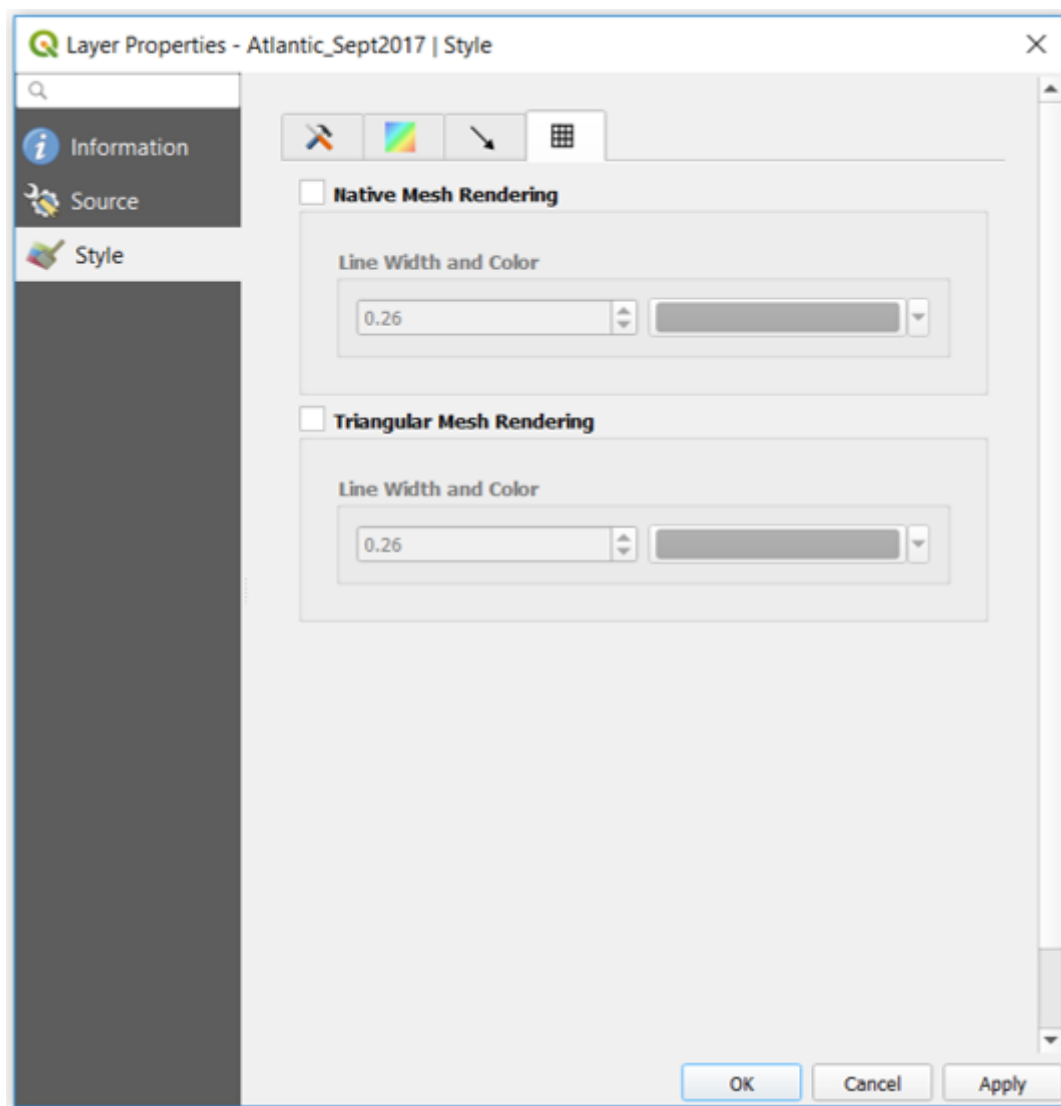 Layer Properties - Atlantic_Sept2017 | Style
Information
Source
Style
Native Mesh Rendering
Line Width and Color
0.26
Triangular Mesh Rendering
Line Width and Color
0.26
OK Cancel Apply